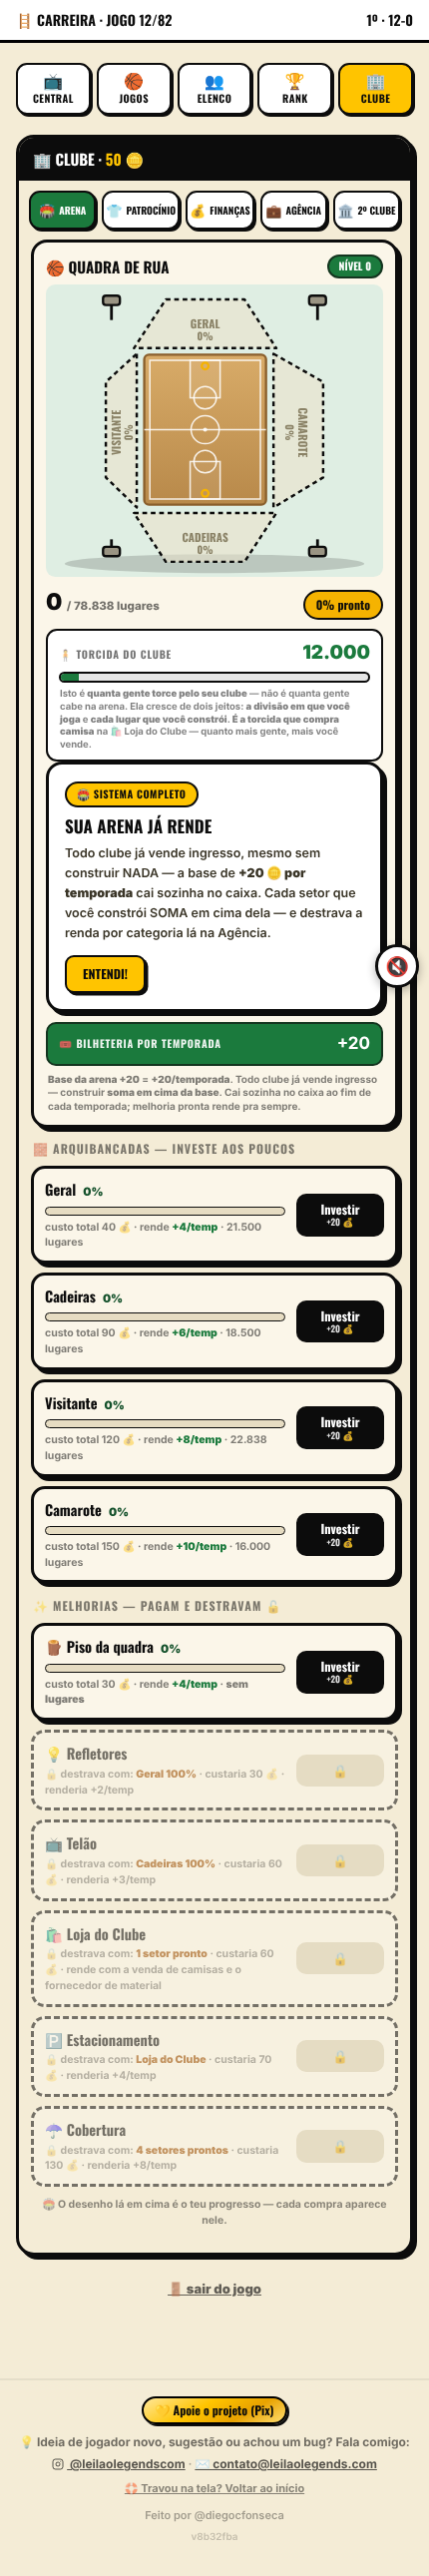 CARREIRA · JOGO 12/82
1º · 12-0
CENTRAL
JOGOS
ELENCO
RANK
CLUBE
CLUBE · 50
ARENA
PATROCÍNIO
FINANÇAS
AGÊNCIA
2º CLUBE
QUADRA DE RUA
NÍVEL 0
GERAL
0%
VISITANTE
0%
CAMAROTE
0%
CADEIRAS
0%
0 / 78.838 lugares
0% pronto
TORCIDA DO CLUBE
12.000
Isto é quanta gente torce pelo seu clube — não é quanta gente
cabe na arena. Ela cresce de dois jeitos: a divisão em que você
joga e cada lugar que você constrói. É a torcida que compra
camisa na 🛍️ Loja do Clube — quanto mais gente, mais você
vende.
SISTEMA COMPLETO
SUA ARENA JÁ RENDE
Todo clube já vende ingresso, mesmo sem
construir NADA — a base de +20 🪙 por
temporada cai sozinha no caixa. Cada setor que
você constrói SOMA em cima dela — e destrava a
renda por categoria lá na Agência.
ENTENDI!
BILHETERIA POR TEMPORADA
+20
Base da arena +20 = +20/temporada. Todo clube já vende ingresso
— construir soma em cima da base. Cai sozinho no caixa ao fim de
cada temporada; melhoria pronta rende pra sempre.
ARQUIBANCADAS — INVESTE AOS POUCOS
Geral 0%
custo total 40 💰 · rende +4/temp · 21.500
lugares
Investir
+20 💰
Cadeiras 0%
custo total 90 💰 · rende +6/temp · 18.500
lugares
Investir
+20 💰
Visitante 0%
custo total 120 💰 · rende +8/temp · 22.838
lugares
Investir
+20 💰
Camarote 0%
custo total 150 💰 · rende +10/temp · 16.000
lugares
Investir
+20 💰
MELHORIAS — PAGAM E DESTRAVAM 🔓
Piso da quadra 0%
custo total 30 💰 · rende +4/temp · sem
lugares
Investir
+20 💰
Refletores
destrava com: Geral 100% · custaria 30 💰 ·
renderia +2/temp
Telão
destrava com: Cadeiras 100% · custaria 60
💰 · renderia +3/temp
Loja do Clube
destrava com: 1 setor pronto · custaria 60
💰 · rende com a venda de camisas e o
fornecedor de material
🅿️ Estacionamento
destrava com: Loja do Clube · custaria 70
💰 · renderia +4/temp
Cobertura
destrava com: 4 setores prontos · custaria
130 💰 · renderia +8/temp
O desenho lá em cima é o teu progresso — cada compra aparece
nele.
sair do jogo
Apoie o projeto (Pix)
Ideia de jogador novo, sugestão ou achou um bug? Fala comigo:
@leilaolegendscom · contato@leilaolegends.com
Travou na tela? Voltar ao início
Feito por @diegocfonseca
v8b32fba